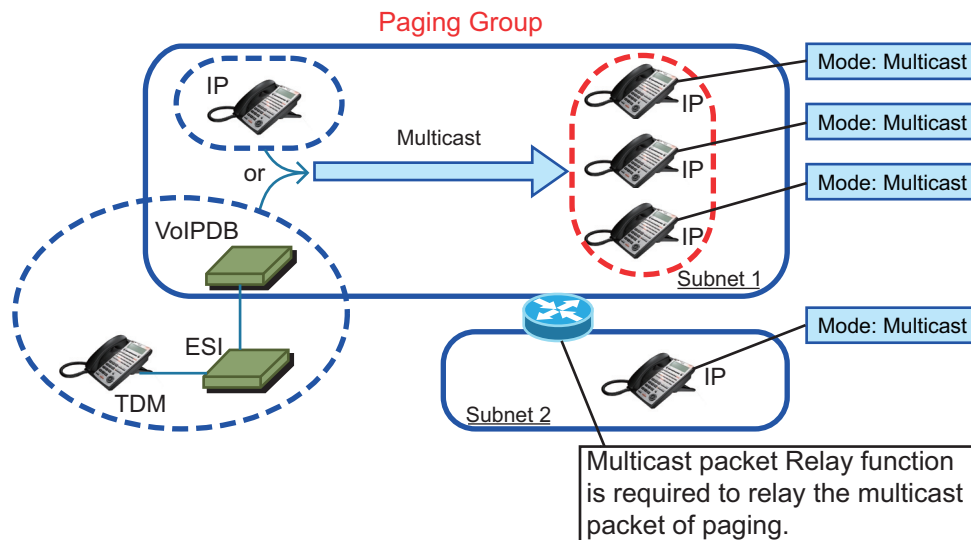 Paging Group
IP
Multicast
or
IP
IP
IP
Mode: Multicast
Mode: Multicast
Mode: Multicast
VoIPDB
Subnet 1
ESI
TDM
IP
Mode: Multicast
Subnet 2
Multicast packet Relay function
is required to relay the multicast
packet of paging.